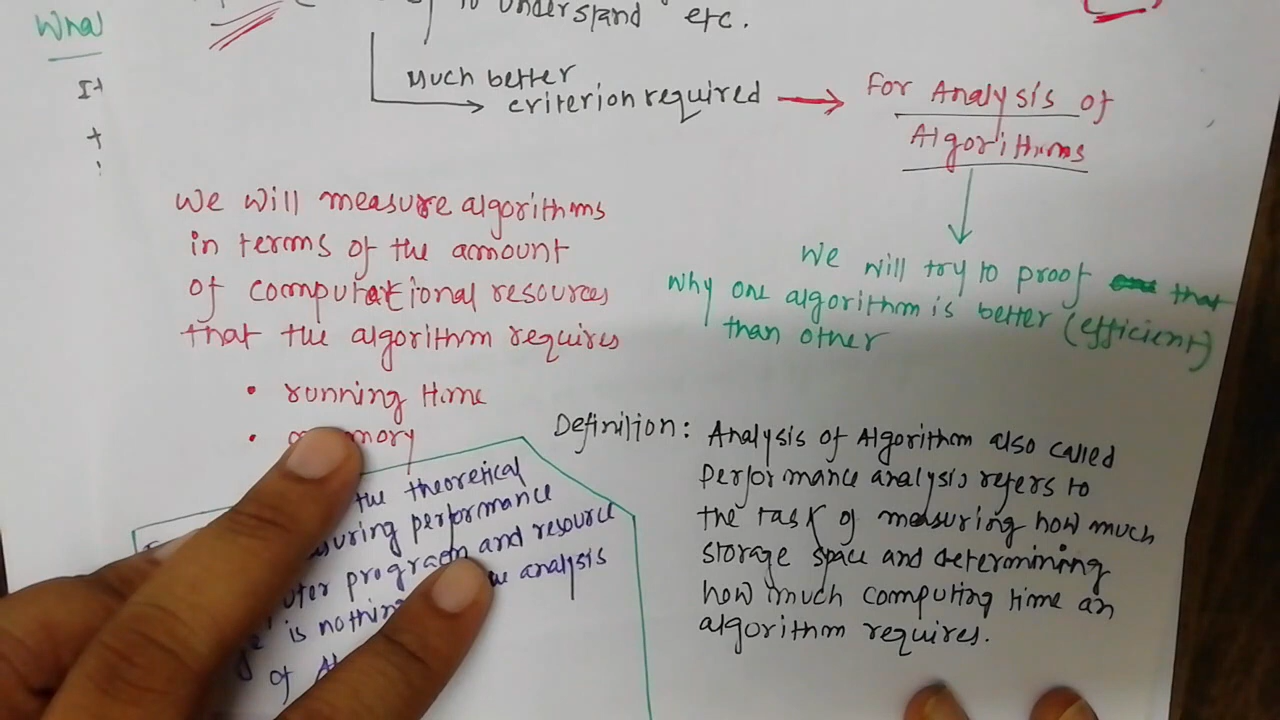 to understand etc.
Wha
It
Much better
criterion required
For Analysis of
Algorithms
We will measure algorithms
in terms of the amount
of computational resources
that the algorithm requires
• running time
•
We will try to proof that
why one algorithm is better (efficient)
than other
Definition: Analysis of Algorithm also called
Performance analysis refers to
the task of measuring how much
storage space and determining
how much computing time an
algorithm requires.
the theoretical
performance
program and resource
analysis
is nothing
of